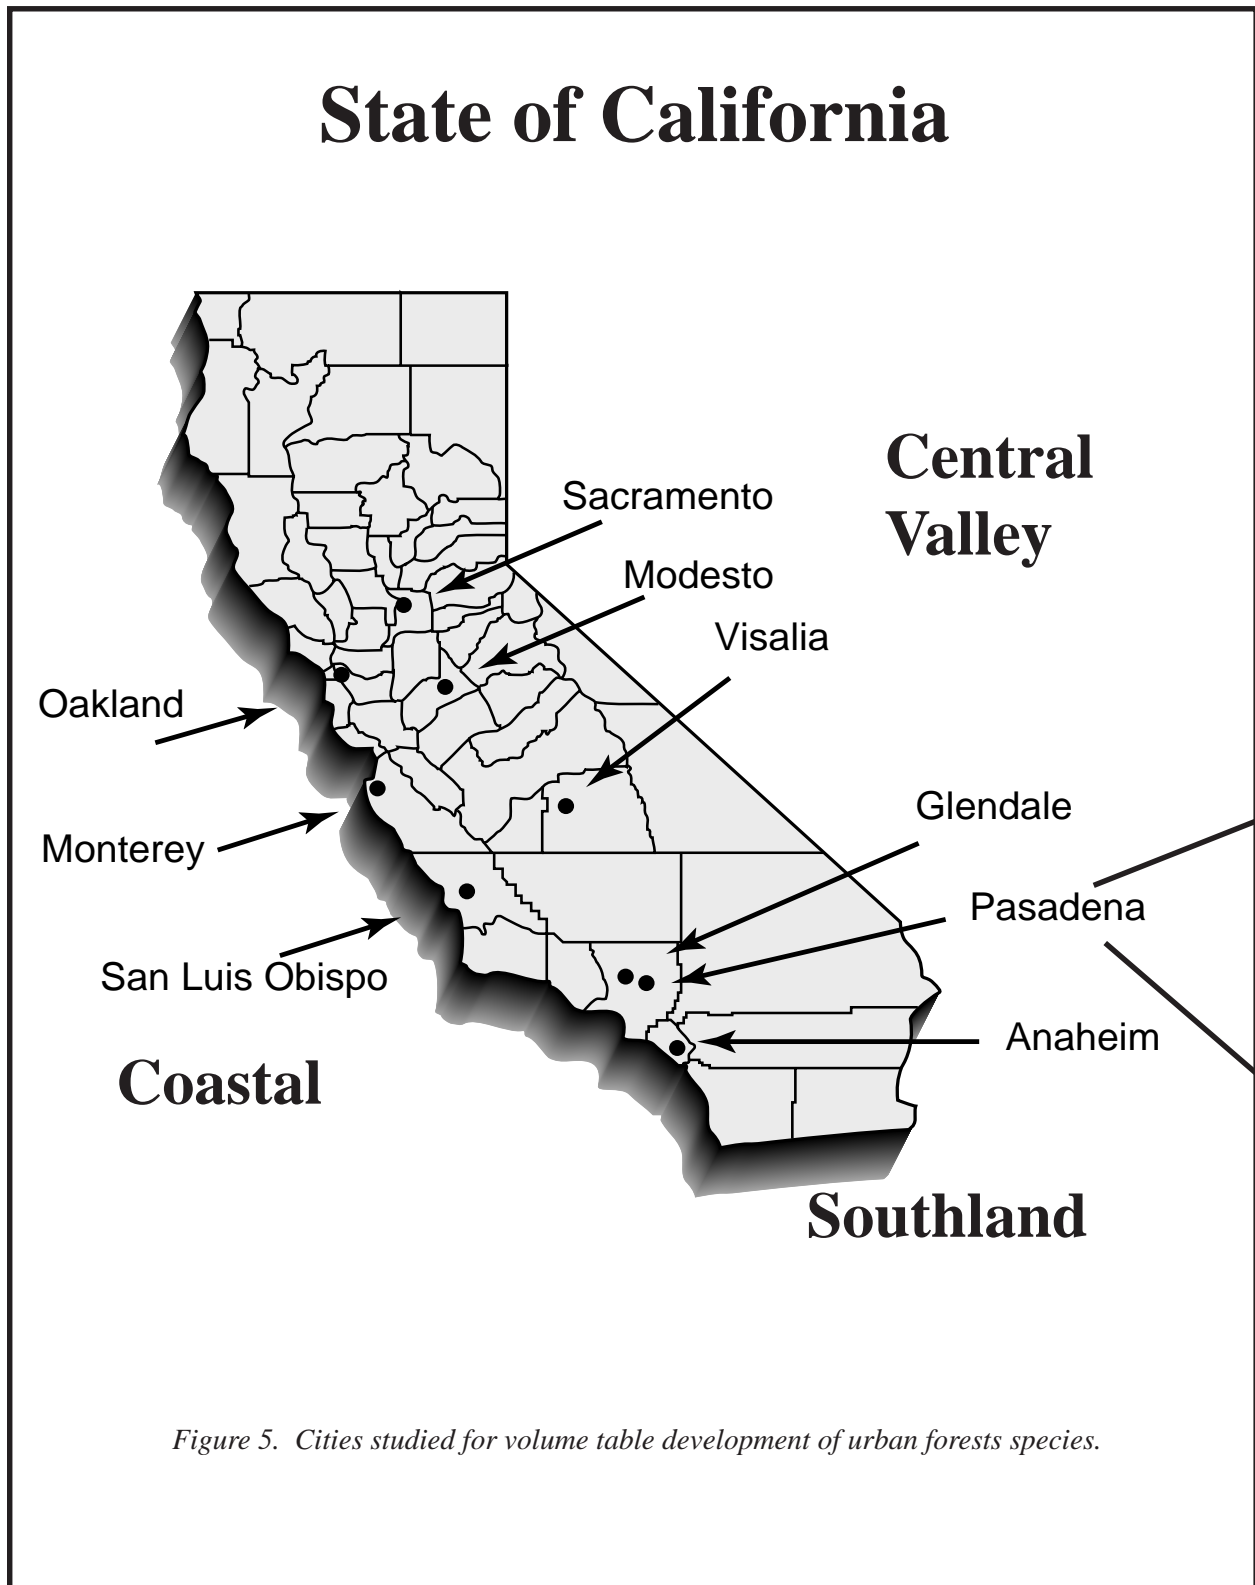 State of California
Central
Valley
Sacramento
Modesto
Visalia
Oakland
Glendale
Monterey
Pasadena
San Luis Obispo
Anaheim
Coastal
Southland
Figure 5. Cities studied for volume table development of urban forests species.